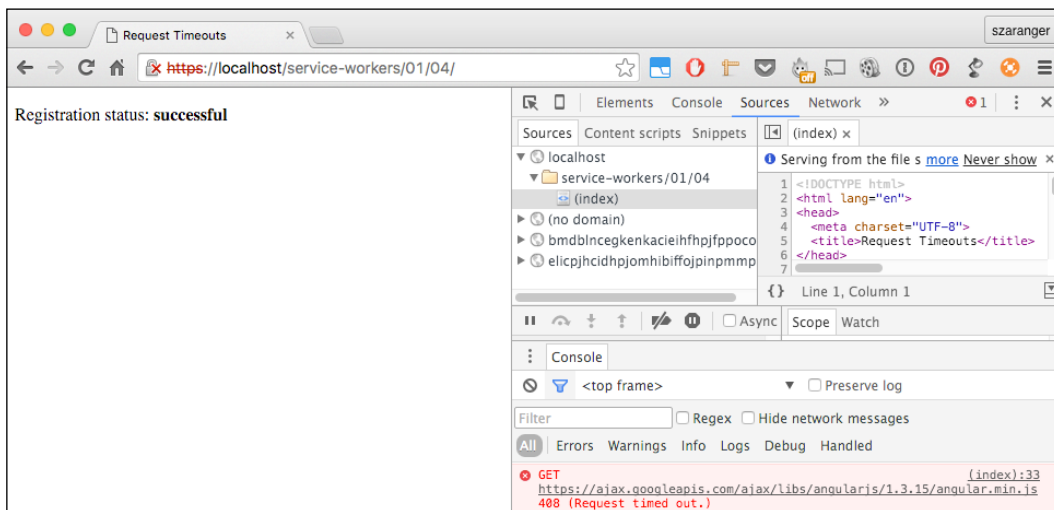 Request Timeouts
szaranger
https://localhost/service-workers/01/04/
off
Registration status: successful
Elements Console Sources Network » 1
Sources Content scripts Snippets
(index) ×
localhost
service-workers/01/04
(index)
(no domain)
bmdblncegkenkacieihfhpjfppoco
elicpjhcidhpjomhibiffojpinpmmp
Serving from the file s more Never show ×
1 <!DOCTYPE html>
2 <html lang="en">
3 <head>
4 <meta charset="UTF-8">
5 <title>Request Timeouts</title>
6 </head>
7
{} Line 1, Column 1
Async
Scope Watch
Console
<top frame> ▼ Preserve log
Filter Regex Hide network messages
All Errors Warnings Info Logs Debug Handled
GET (index):33
https://ajax.googleapis.com/ajax/libs/angularjs/1.3.15/angular.min.js
408 (Request timed out.)